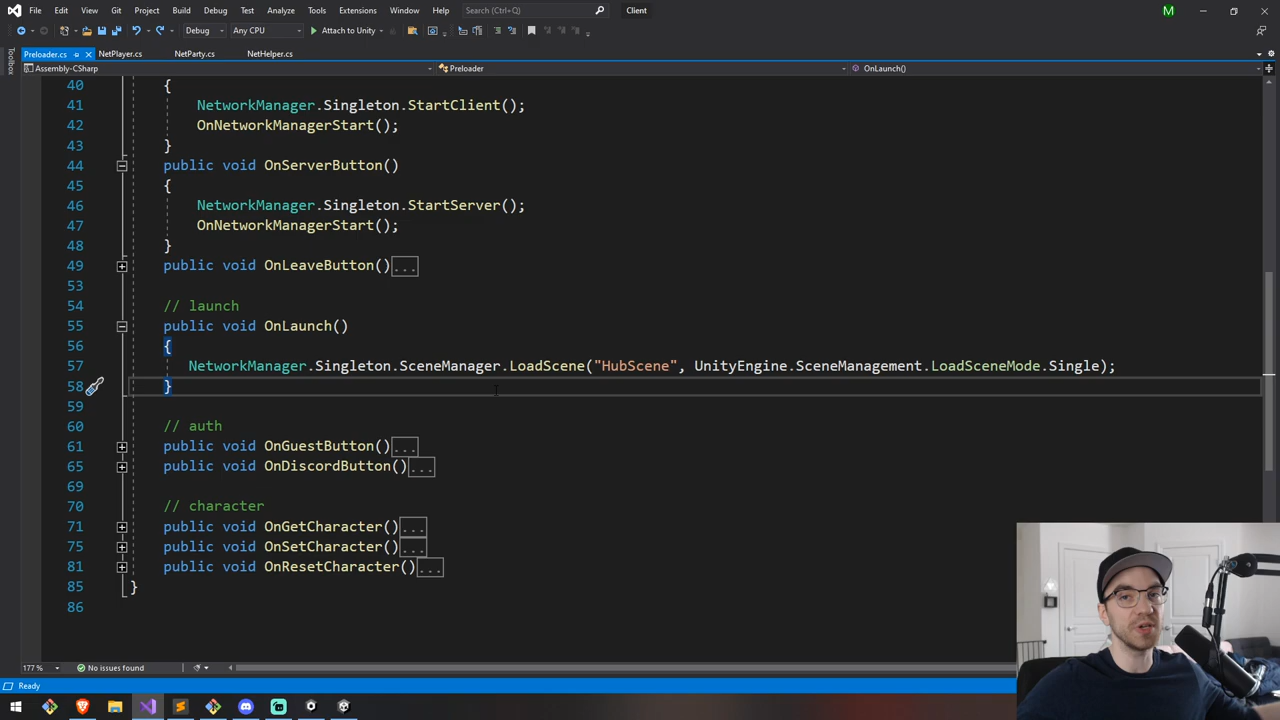 File Edit View Git Project Build Debug Test Analyze Tools Extensions Window Help Search (Ctrl+Q) Client M
Debug Any CPU Attach to Unity
Preloader.cs NetPlayer.cs NetParty.cs NetHelper.cs
Assembly-CSharp Preloader OnLaunch()
Toolbox
40 {
41 NetworkManager.Singleton.StartClient();
42 OnNetworkManagerStart();
43 }
44 public void OnServerButton()
45 {
46 NetworkManager.Singleton.StartServer();
47 OnNetworkManagerStart();
48 }
49 public void OnLeaveButton()...
53
54 // launch
55 public void OnLaunch()
56 {
57 NetworkManager.Singleton.SceneManager.LoadScene("HubScene", UnityEngine.SceneManagement.LoadSceneMode.Single);
58 }
59
60 // auth
61 public void OnGuestButton()...
65 public void OnDiscordButton()...
69
70 // character
71 public void OnGetCharacter()...
75 public void OnSetCharacter()...
81 public void OnResetCharacter()...
85 }
86
177 % No issues found
Ready